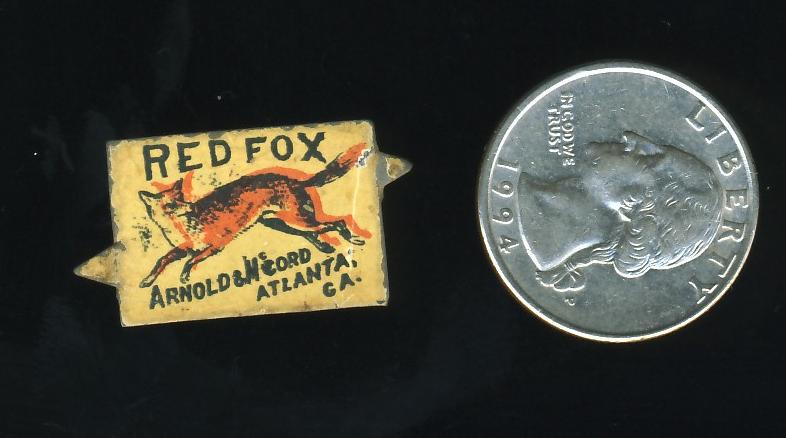 RED FOX
ARNOLD & McCORD
ATLANTA,
GA.
LIBERTY
IN GOD WE
TRUST
1994
P